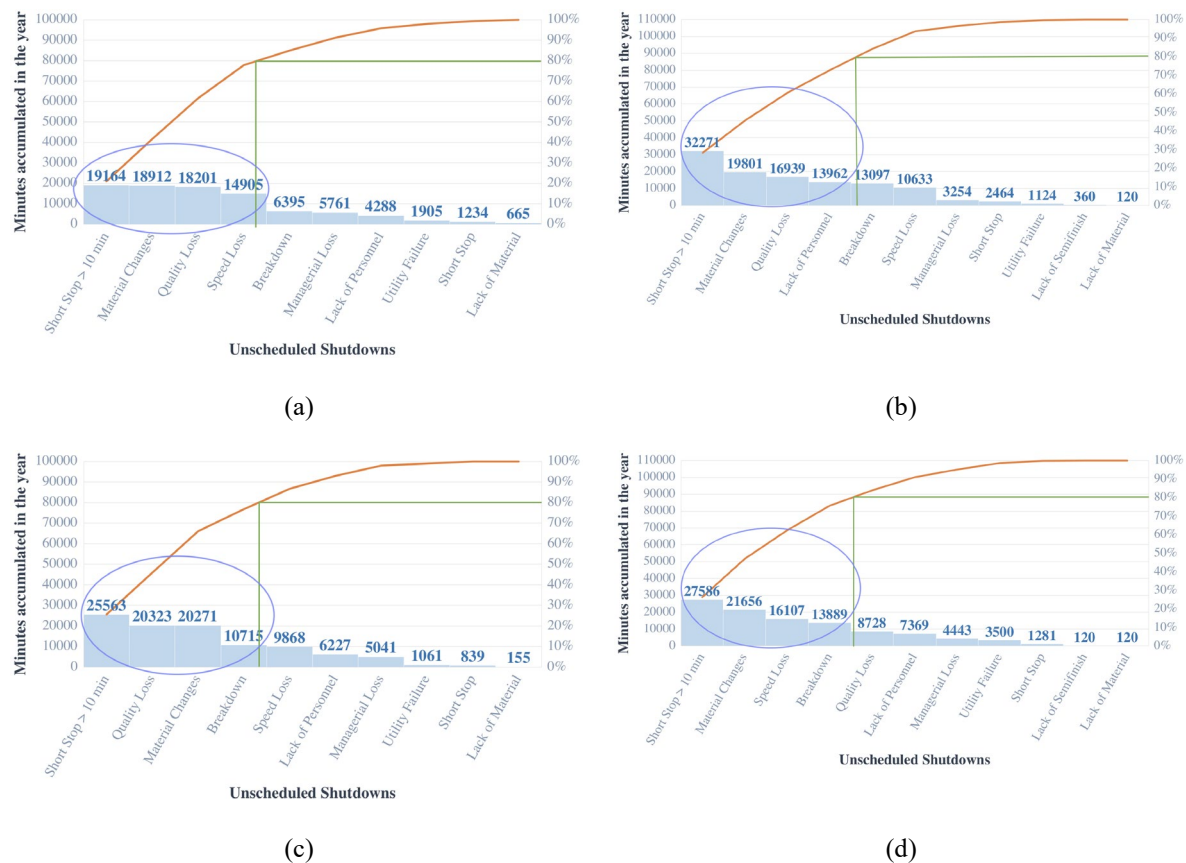 Minutes accumulated in the year
100000
90000
80000
70000
60000
50000
40000
30000
20000
10000
0
100%
90%
80%
70%
60%
50%
40%
30%
20%
10%
0%
19164 18912 18201 14905 6395 5761 4288 1905 1234 665
Short Stop > 10 min
Material Changes
Quality Loss
Speed Loss
Breakdown
Managerial Loss
Lack of Personnel
Utility Failure
Short Stop
Lack of Material
Unscheduled Shutdowns
(a)
Minutes accumulated in the year
110000
100000
90000
80000
70000
60000
50000
40000
30000
20000
10000
0
100%
90%
80%
70%
60%
50%
40%
30%
20%
10%
0%
32271 19801 16939 13962 13097 10633 3254 2464 1124 360 120
Short Stop > 10 min
Material Changes
Quality Loss
Lack of Personnel
Breakdown
Speed Loss
Managerial Loss
Short Stop
Utility Failure
Lack of Semifinish
Lack of Material
Unscheduled Shutdowns
(b)
Minutes accumulated in the year
100000
90000
80000
70000
60000
50000
40000
30000
20000
10000
0
100%
90%
80%
70%
60%
50%
40%
30%
20%
10%
0%
25563 20323 20271 10715 9868 6227 5041 1061 839 155
Short Stop > 10 min
Quality Loss
Material Changes
Breakdown
Speed Loss
Lack of Personnel
Managerial Loss
Utility Failure
Short Stop
Lack of Material
Unscheduled Shutdowns
(c)
Minutes accumulated in the year
110000
100000
90000
80000
70000
60000
50000
40000
30000
20000
10000
0
100%
90%
80%
70%
60%
50%
40%
30%
20%
10%
0%
27586 21656 16107 13889 8728 7369 4443 3500 1281 120 120
Short Stop > 10 min
Material Changes
Speed Loss
Breakdown
Quality Loss
Lack of Personnel
Managerial Loss
Utility Failure
Short Stop
Lack of Semifinish
Lack of Material
Unscheduled Shutdowns
(d)